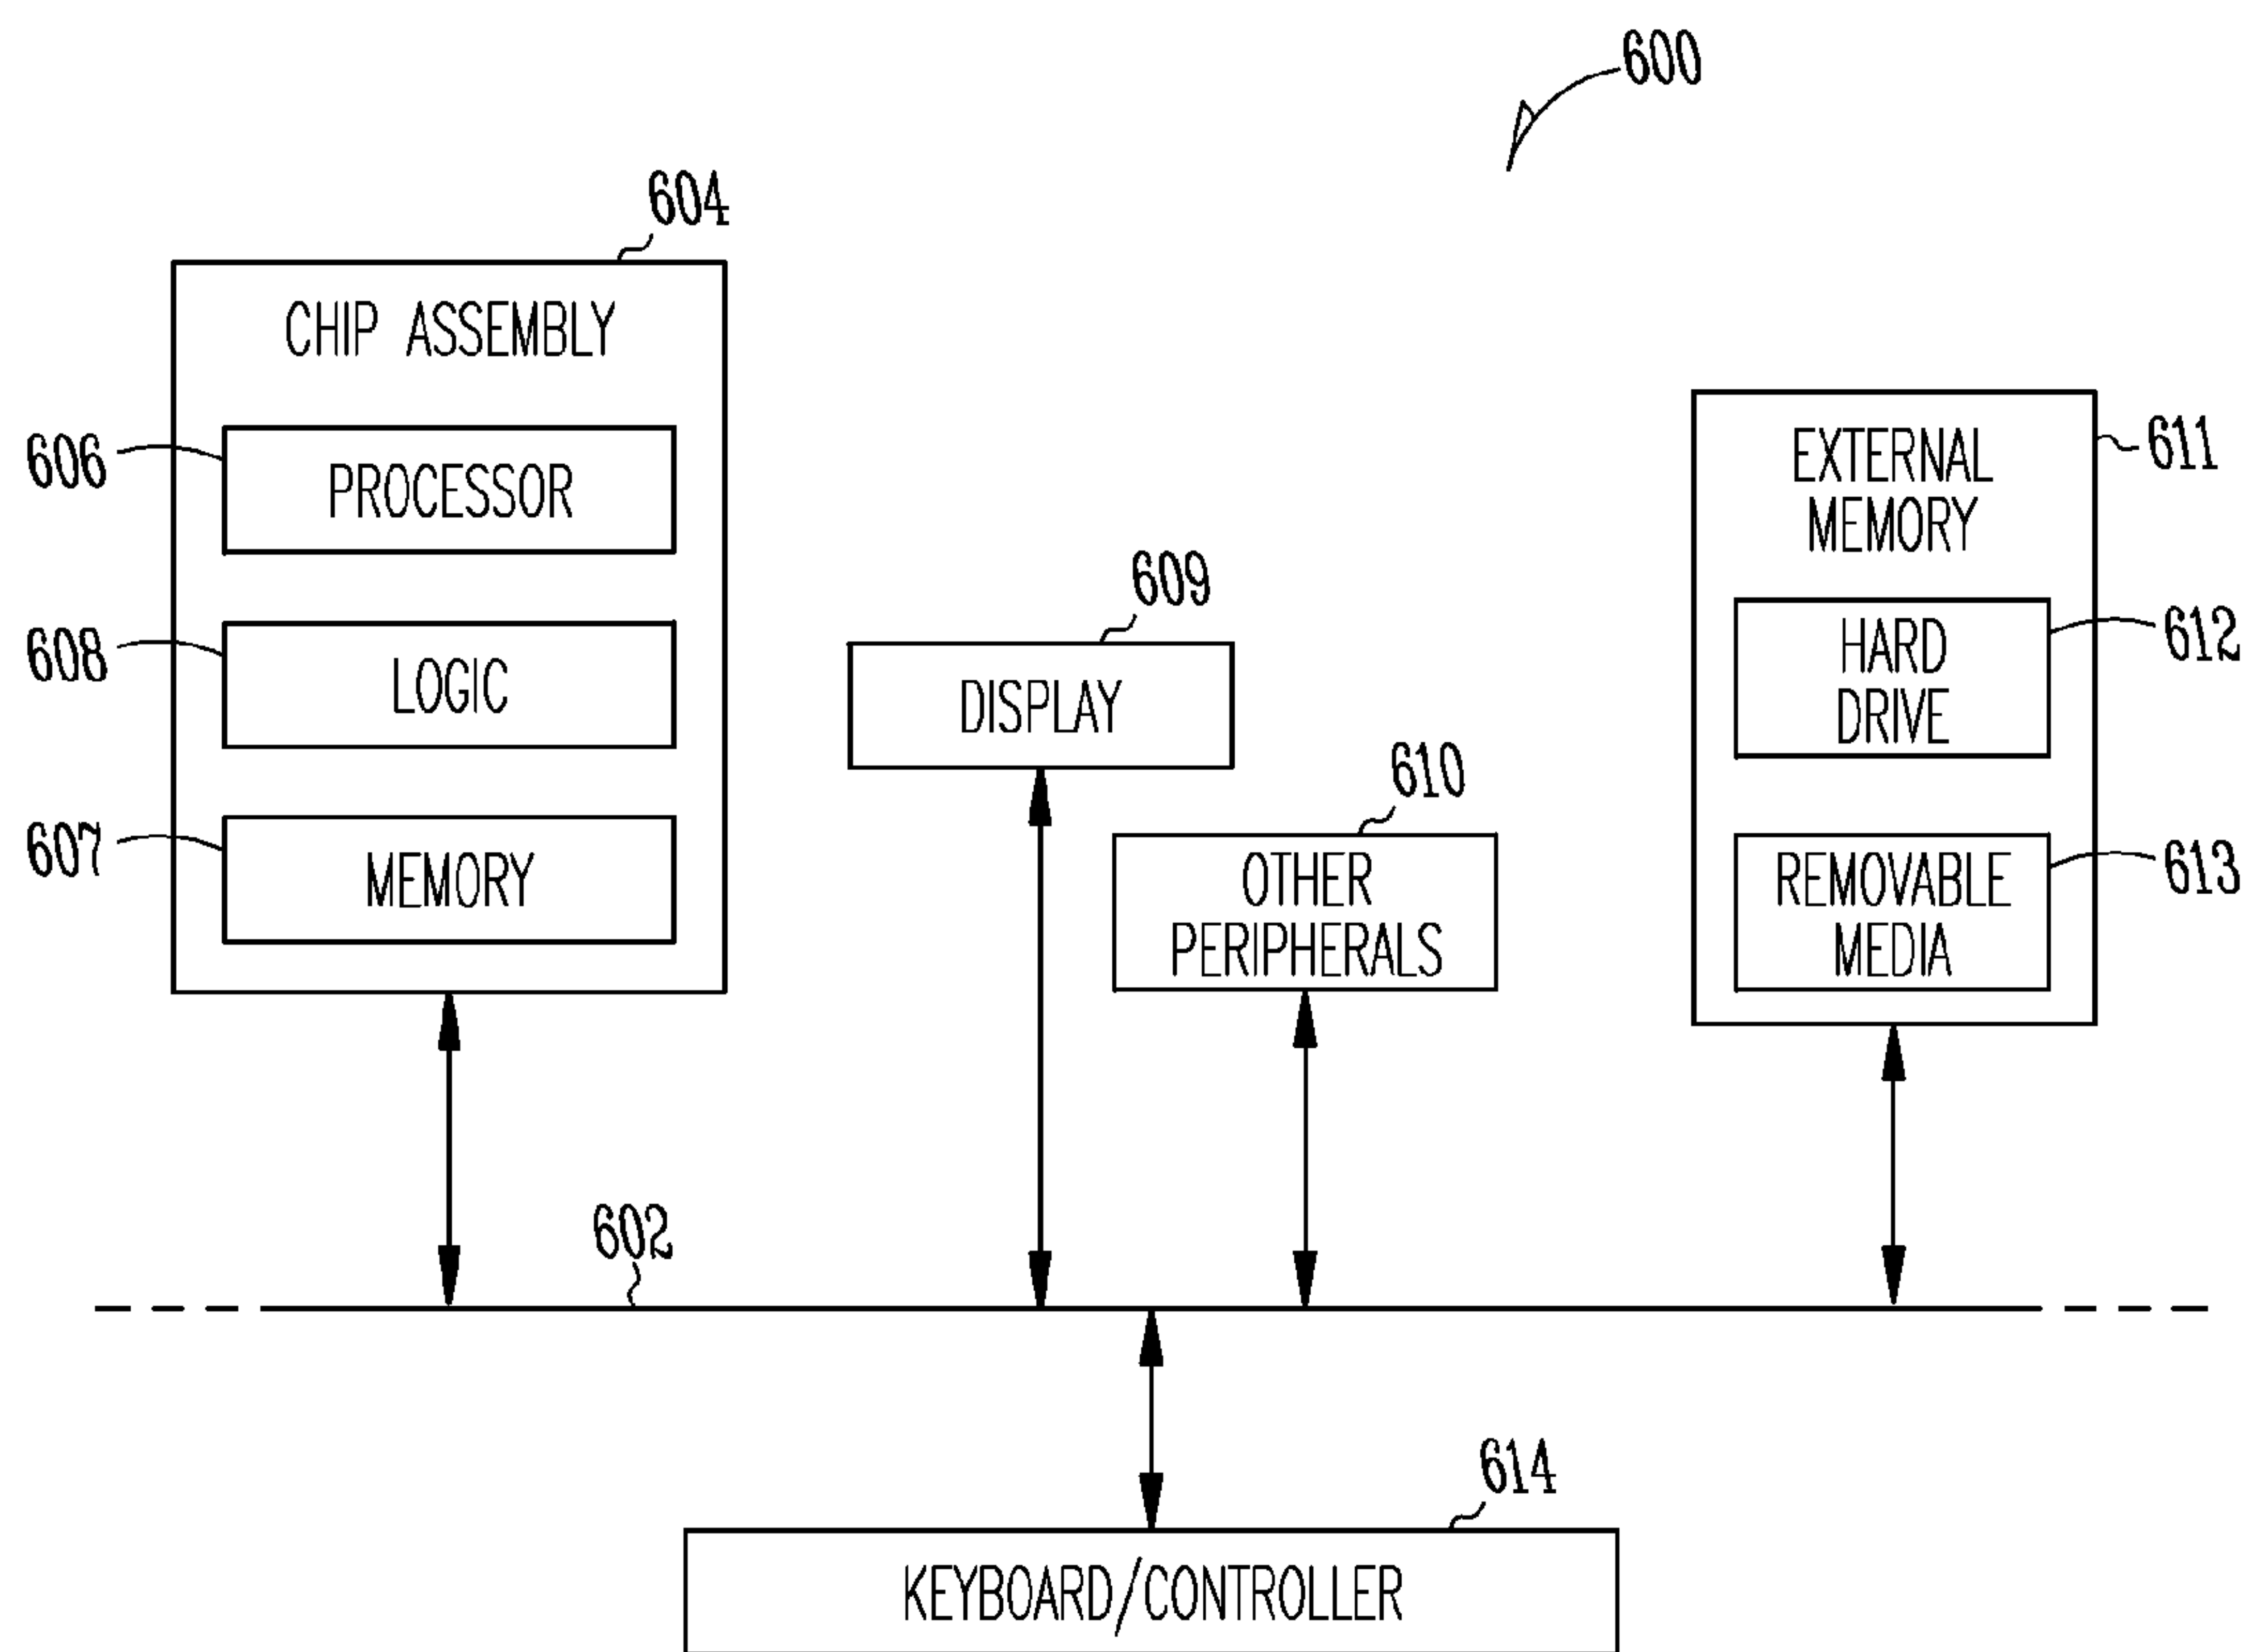 600
604
CHIP ASSEMBLY
606
PROCESSOR
608
LOGIC
607
MEMORY
609
DISPLAY
610
OTHER
PERIPHERALS
611
EXTERNAL
MEMORY
612
HARD
DRIVE
613
REMOVABLE
MEDIA
602
614
KEYBOARD/CONTROLLER